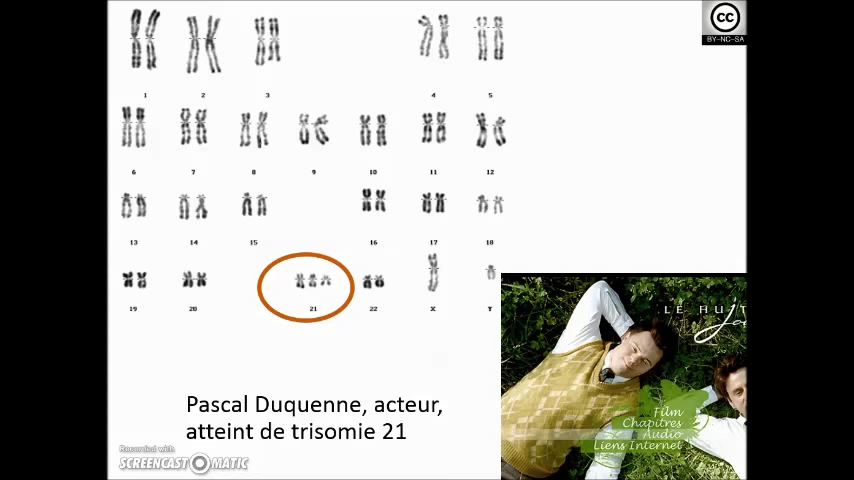 CC
BY-NC-SA
1 2 3 4 5
6 7 8 9 10 11 12
13 14 15 16 17 18
19 20 21 22 X Y
LE HUIT
Jou
Film
Chapitres
Audio
Liens Internet
Pascal Duquenne, acteur,
atteint de trisomie 21
Recorded with
SCREENCAST MATIC